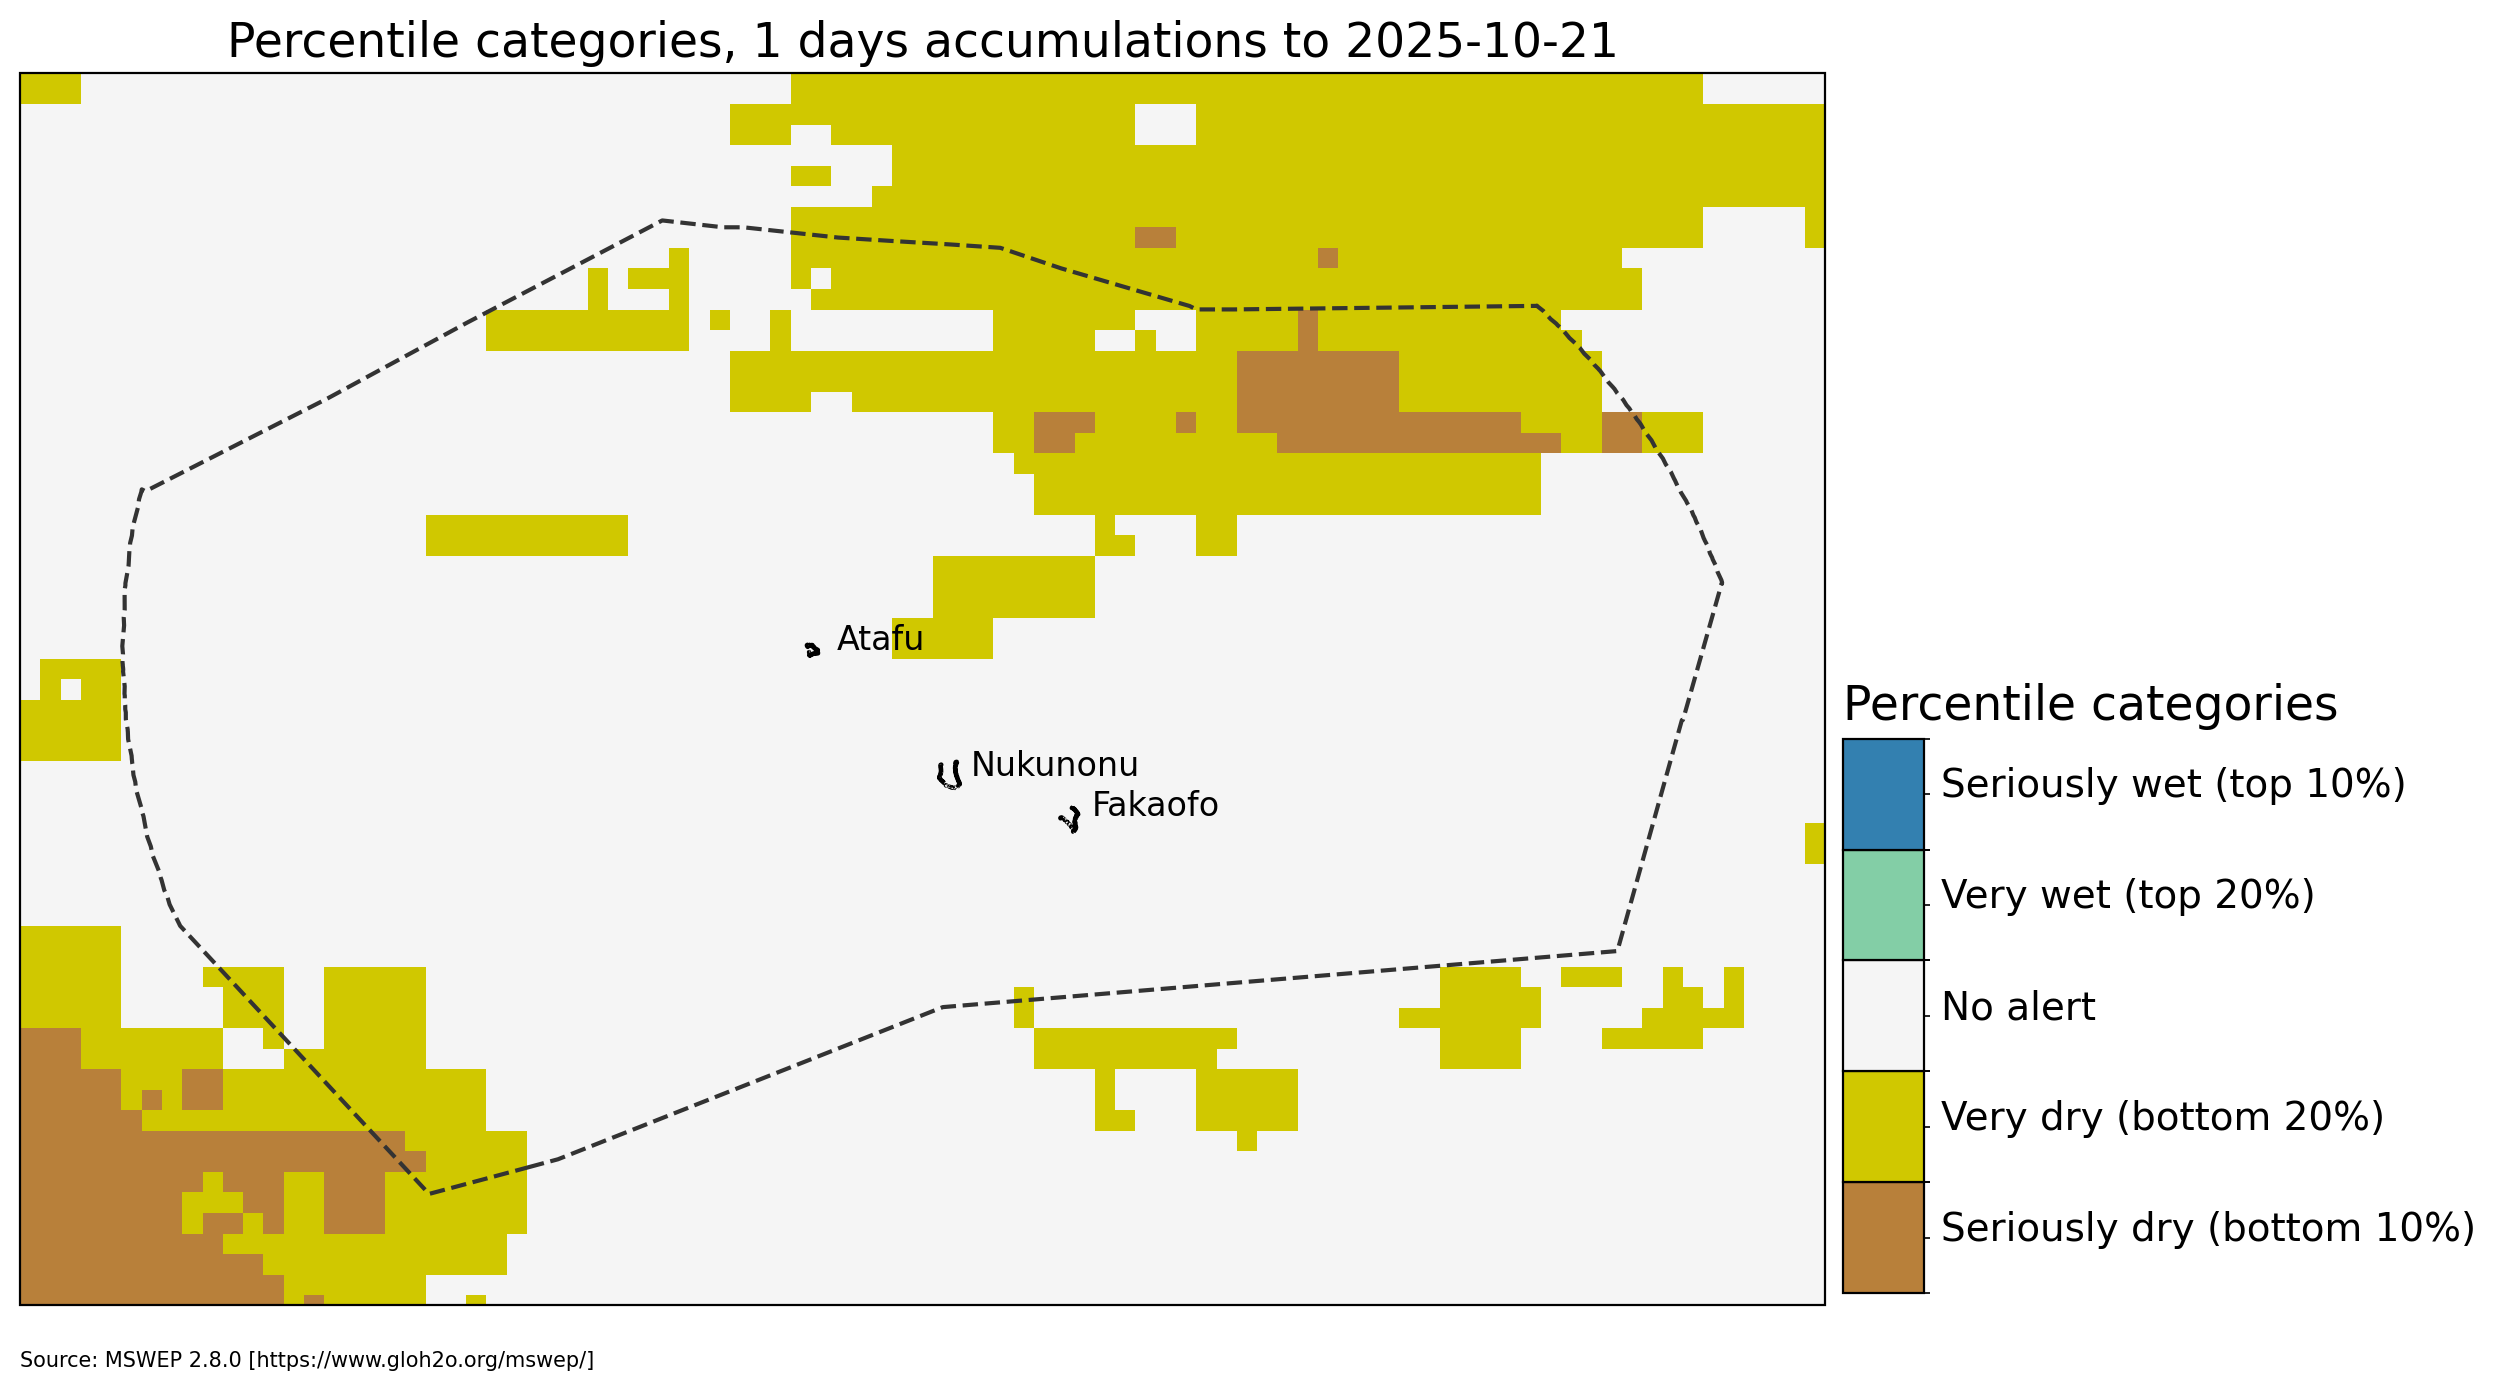 Percentile categories, 1 days accumulations to 2025-10-21
Atafu
Nukunonu
Fakaofo
Percentile categories
Seriously wet (top 10%)
Very wet (top 20%)
No alert
Very dry (bottom 20%)
Seriously dry (bottom 10%)
Source: MSWEP 2.8.0 [https://www.gloh2o.org/mswep/]